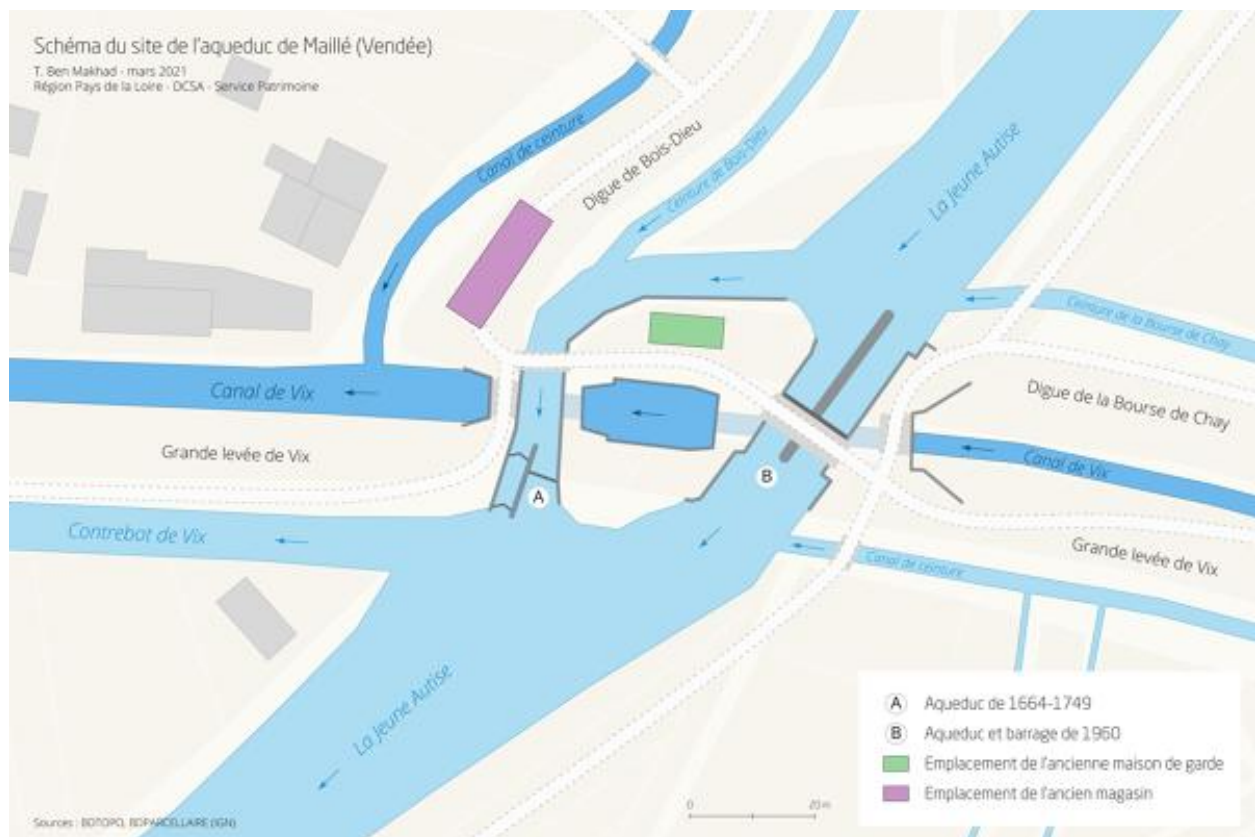 Schéma du site de l'aqueduc de Maillé (Vendée)
T. Ben Makhad - mars 2021
Région Pays de la Loire - DCSA - Service Patrimoine
Canal de ceinture
Digue de Bois-Dieu
Ceinture de Bois-Dieu
La Jeune Autise
Ceinture de la Bourse de Chay
Digue de la Bourse de Chay
Canal de Vix
Canal de Vix
Grande levée de Vix
A
B
Contrebot de Vix
Grande levée de Vix
Canal de ceinture
La Jeune Autise
A Aqueduc de 1664-1749
B Aqueduc et barrage de 1960
Emplacement de l'ancienne maison de garde
Emplacement de l'ancien magasin
0 20 m
Sources : BDTOPO, BDPARCELLAIRE (IGN)